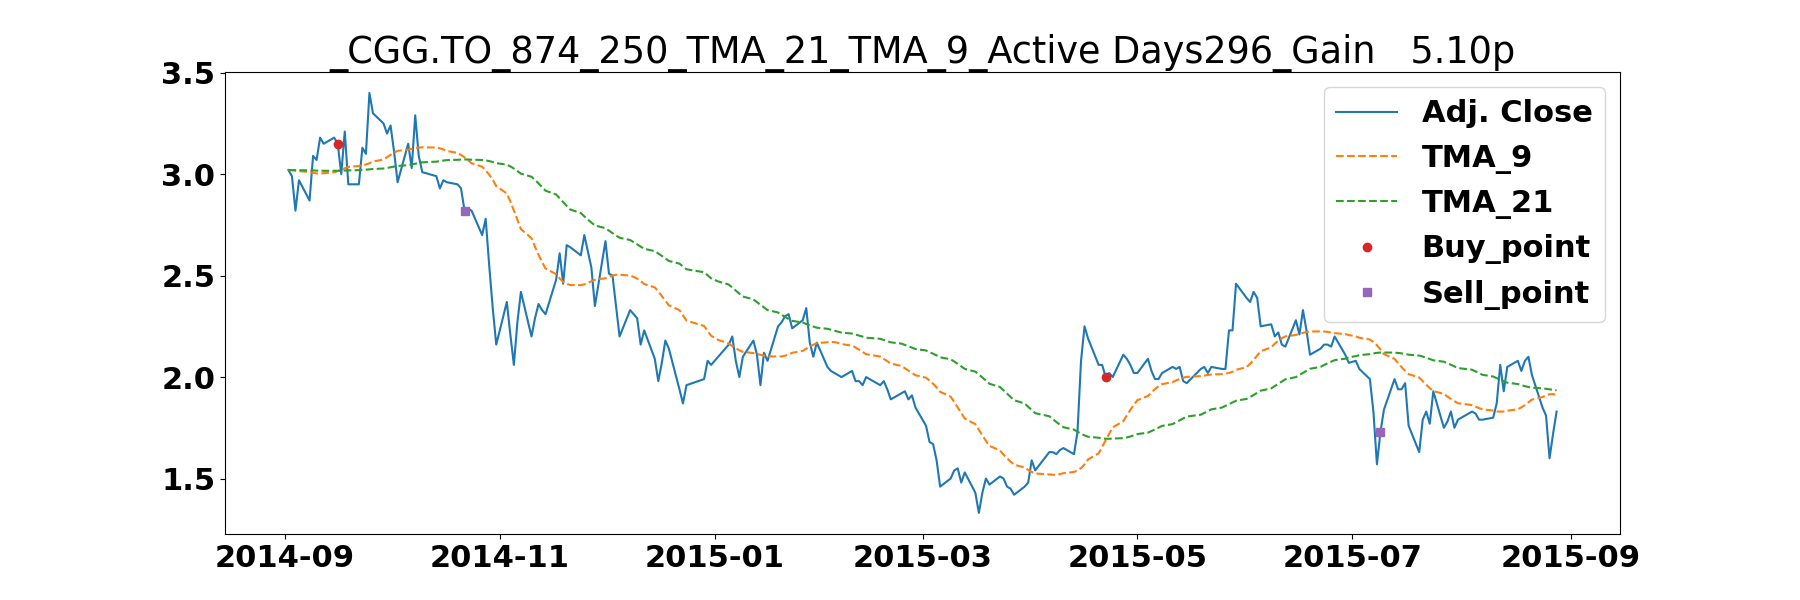 _CGG.TO_874_250_TMA_21_TMA_9_Active Days296_Gain   5.10p
3.5
3.0
2.5
2.0
1.5
2014-09
2014-11
2015-01
2015-03
2015-05
2015-07
2015-09
Adj. Close
TMA_9
TMA_21
Buy_point
Sell_point